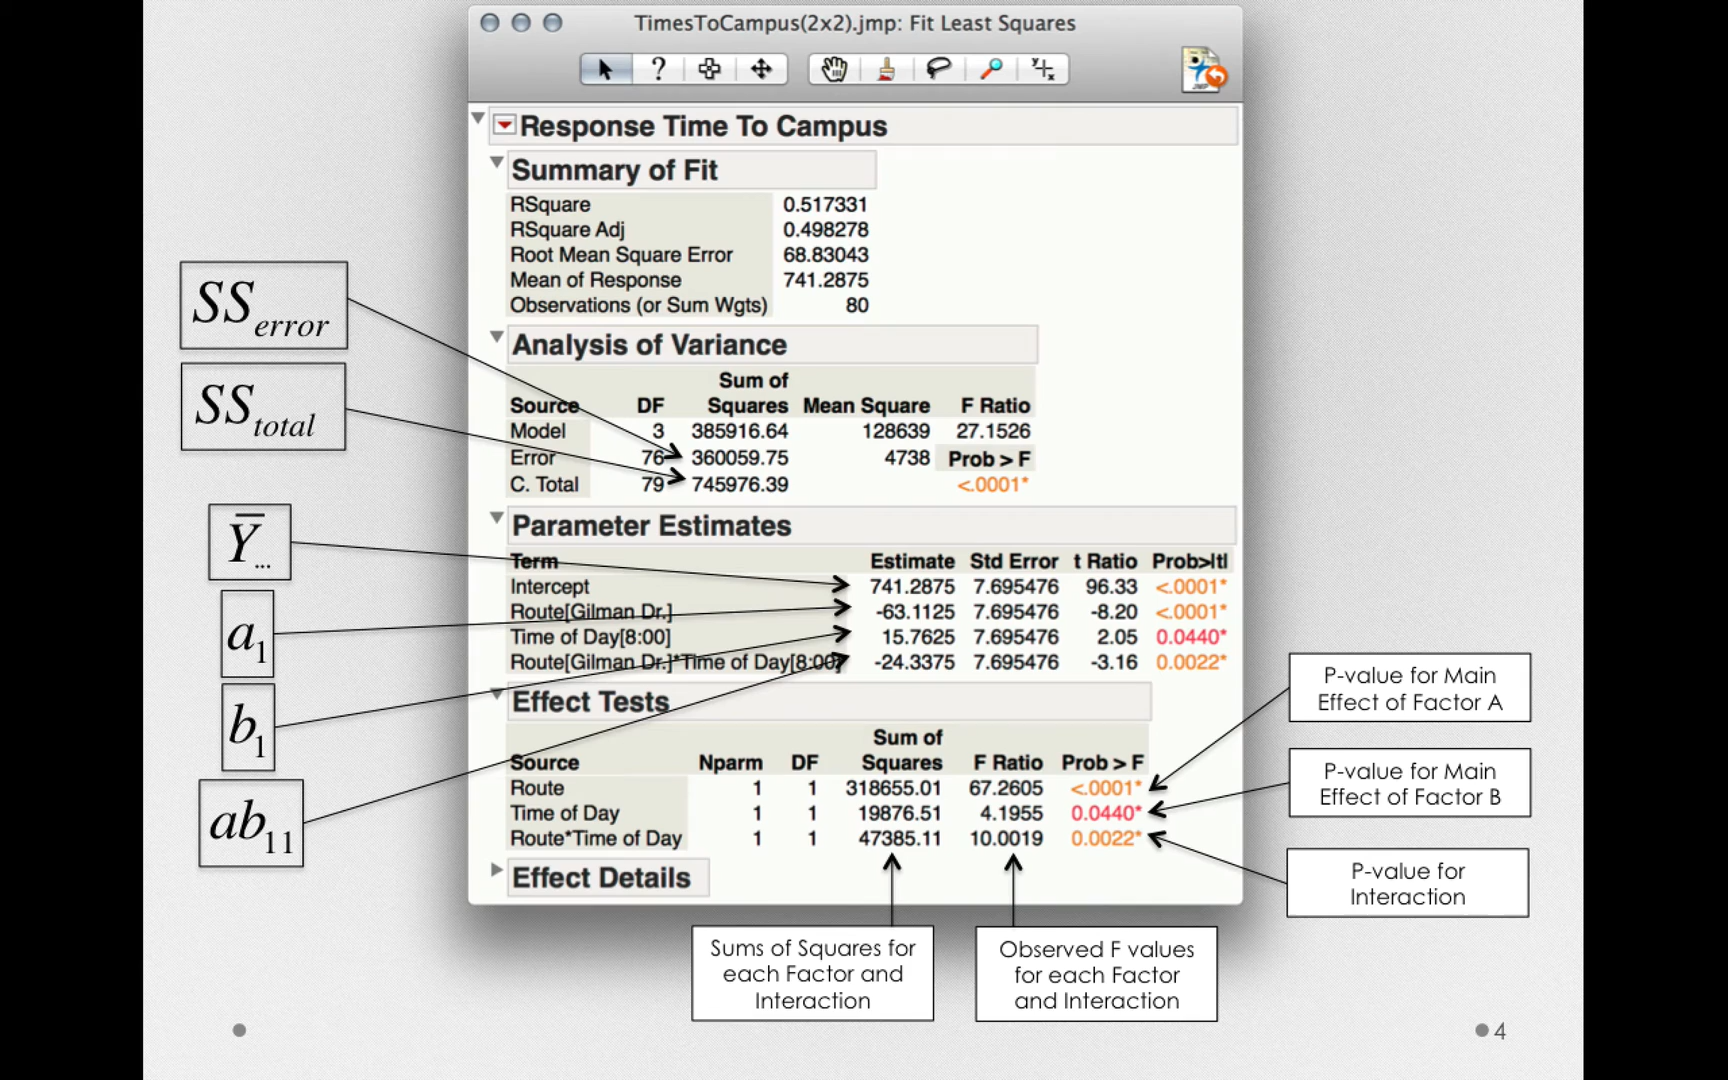 TimesToCampus(2x2).jmp: Fit Least Squares
?
JMP
Response Time To Campus
Summary of Fit
RSquare 0.517331
RSquare Adj 0.498278
Root Mean Square Error 68.83043
Mean of Response 741.2875
Observations (or Sum Wgts) 80
SS error
SS total
Analysis of Variance
Source DF Sum of Squares Mean Square F Ratio
Model 3 385916.64 128639 27.1526
Error 76 360059.75 4738 Prob > F
C. Total 79 745976.39 <.0001*
Y̅...
a1
b1
ab11
Parameter Estimates
Term Estimate Std Error t Ratio Prob>|t|
Intercept 741.2875 7.695476 96.33 <.0001*
Route[Gilman Dr.] -63.1125 7.695476 -8.20 <.0001*
Time of Day[8:00] 15.7625 7.695476 2.05 0.0440*
Route[Gilman Dr.]*Time of Day[8:00] -24.3375 7.695476 -3.16 0.0022*
Effect Tests
Source Nparm DF Sum of Squares F Ratio Prob > F
Route 1 1 318655.01 67.2605 <.0001*
Time of Day 1 1 19876.51 4.1955 0.0440*
Route*Time of Day 1 1 47385.11 10.0019 0.0022*
Effect Details
P-value for Main
Effect of Factor A
P-value for Main
Effect of Factor B
P-value for
Interaction
Sums of Squares for
each Factor and
Interaction
Observed F values
for each Factor
and Interaction
4